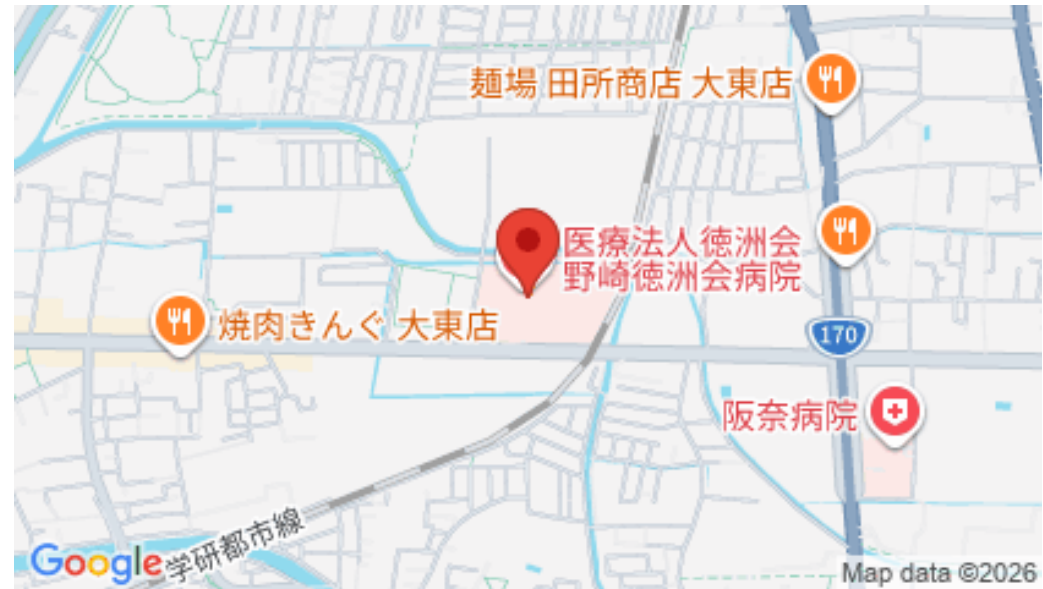 麺場 田所商店 大東店
医療法人徳洲会
野崎徳洲会病院
焼肉きんぐ 大東店
170
阪奈病院
学研都市線
Google
Map data ©2026